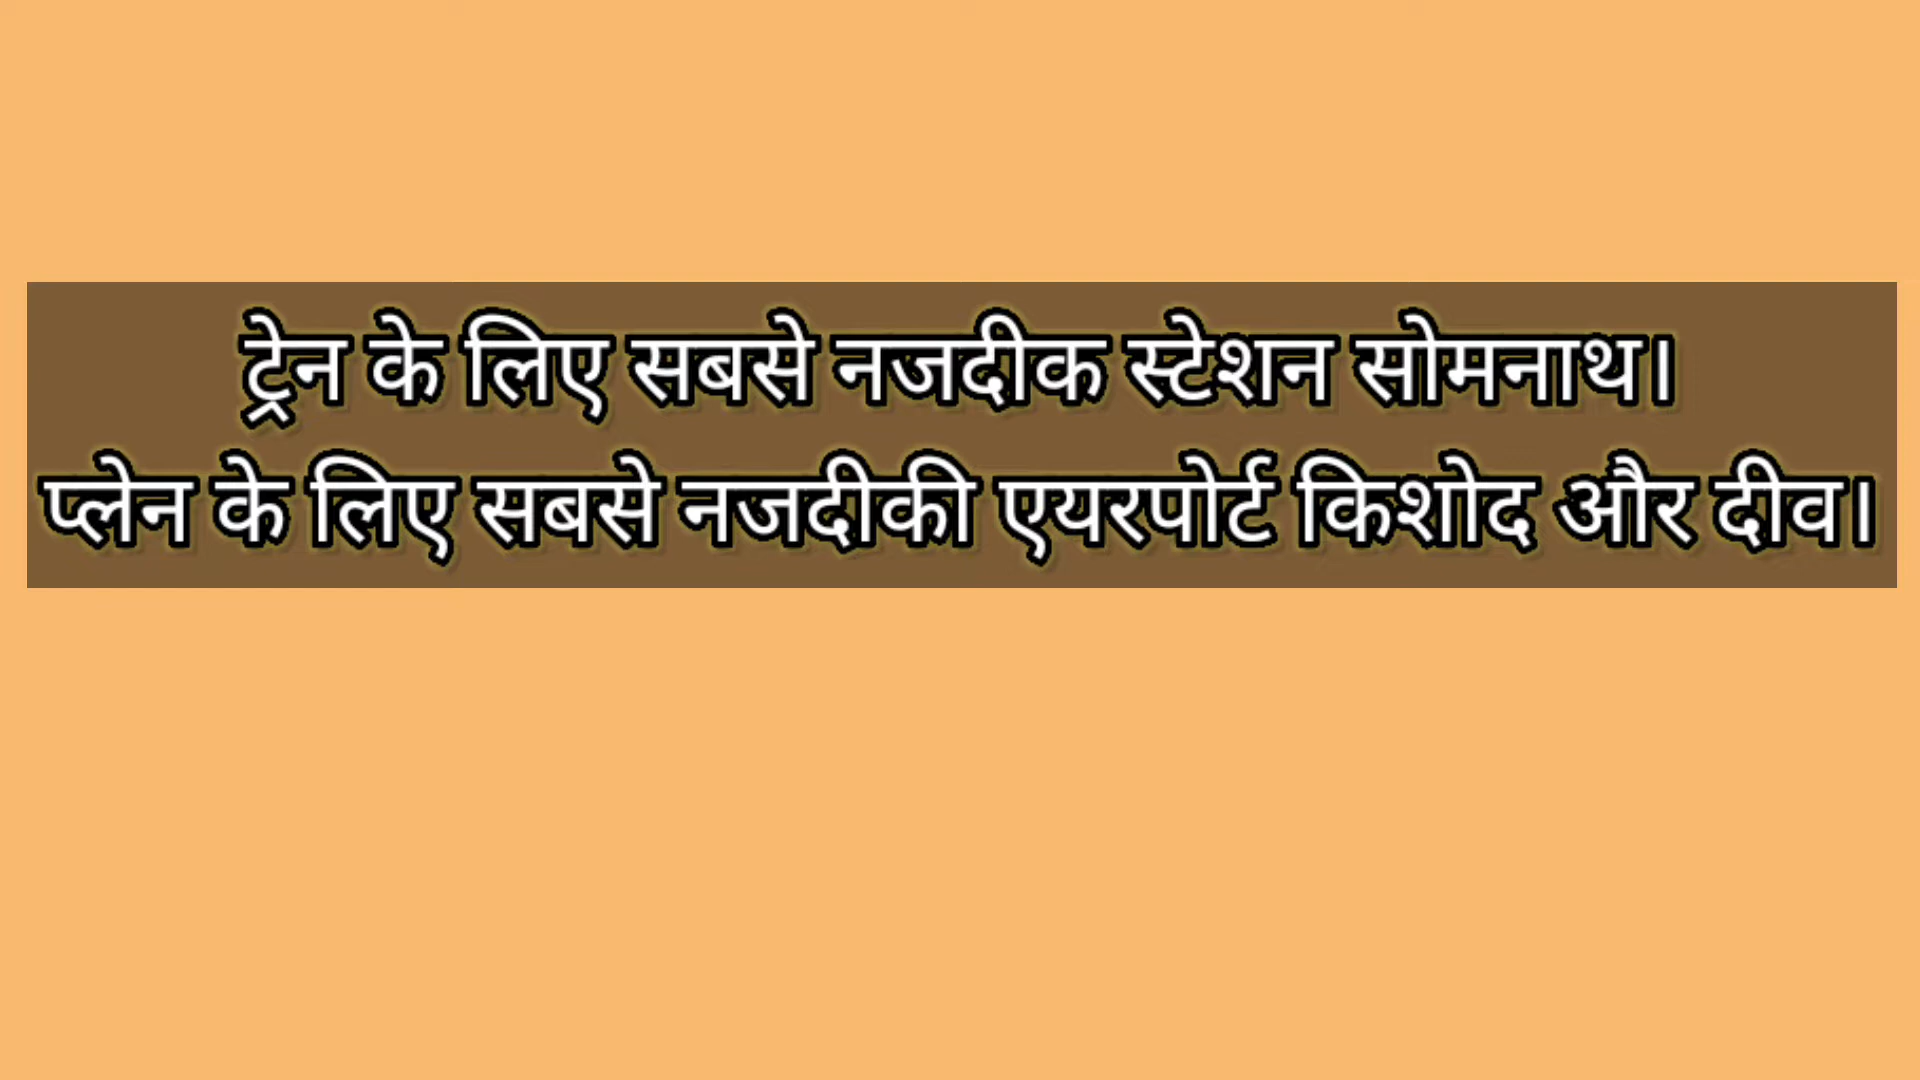 ट्रेन के लिए सबसे नजदीक स्टेशन सोमनाथ।
प्लेन के लिए सबसे नजदीकी एयरपोर्ट किशोद और दीव।